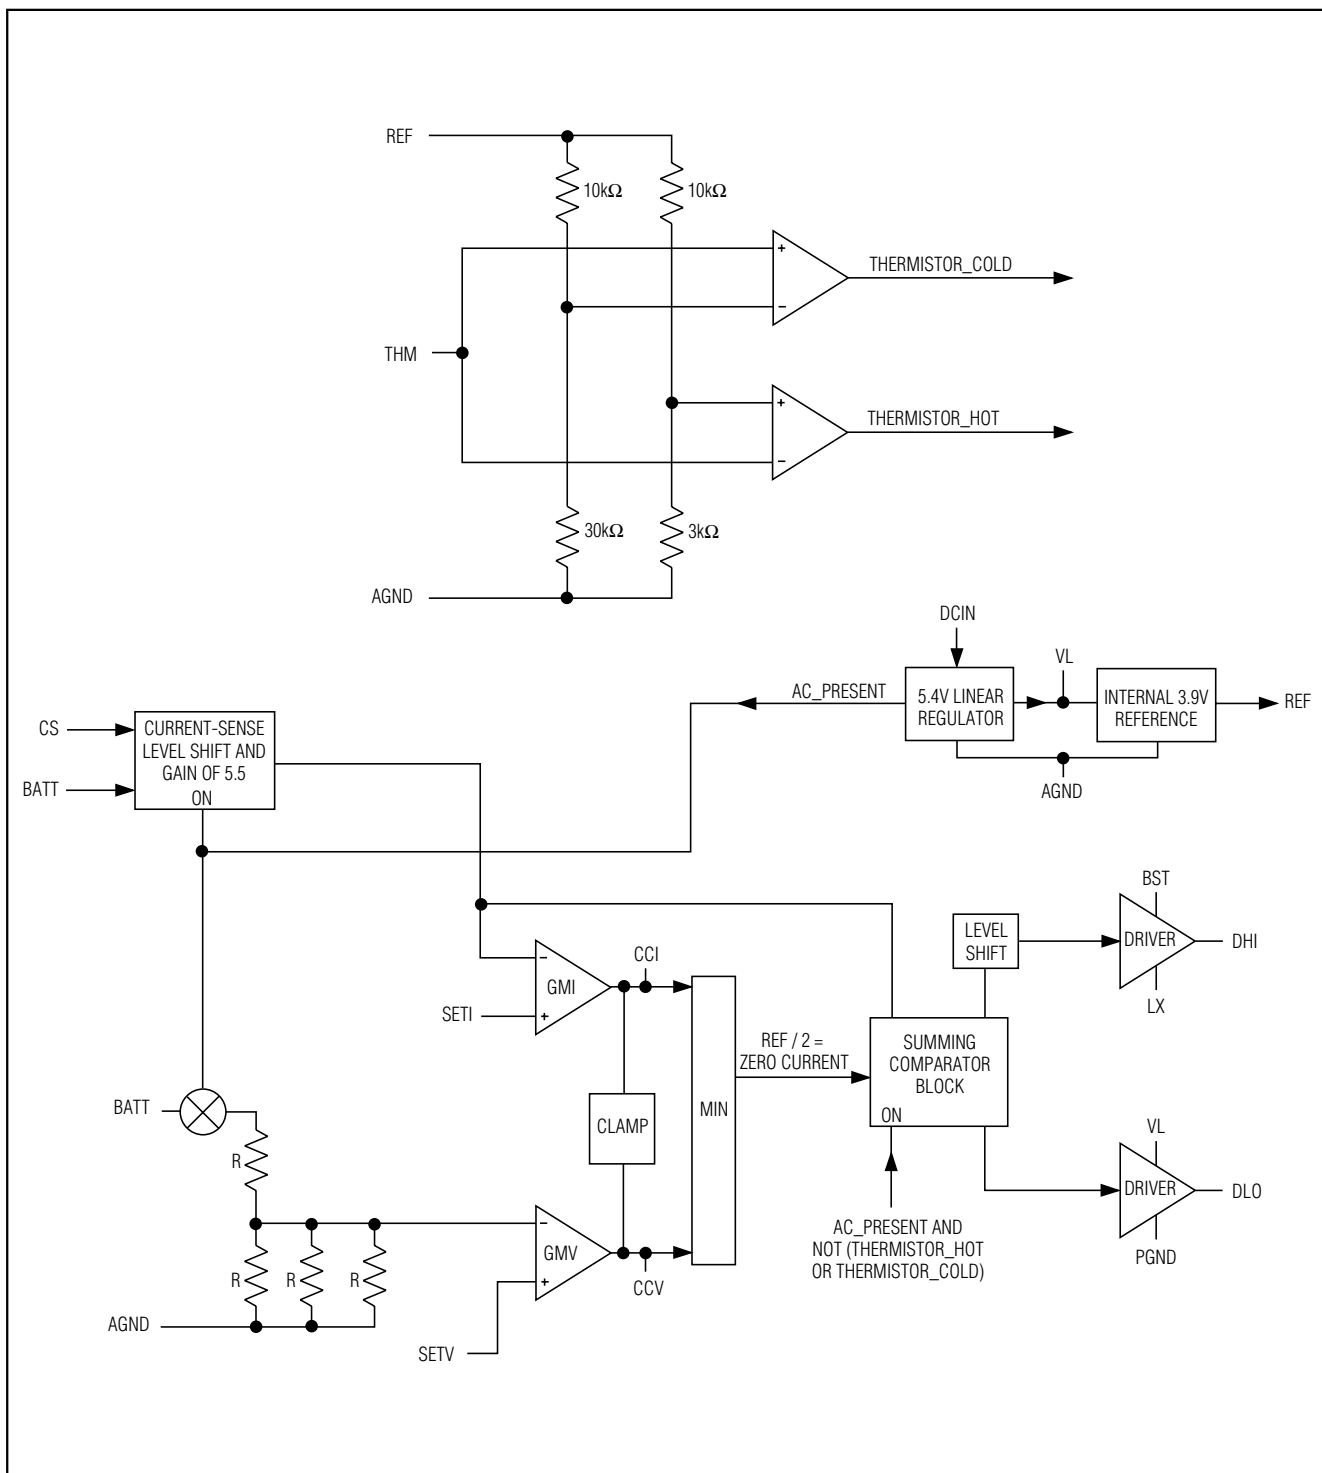 REF
10kΩ
10kΩ
+
−
THERMISTOR_COLD
THM
+
−
THERMISTOR_HOT
30kΩ
3kΩ
AGND
DCIN
VL
AC_PRESENT
5.4V LINEAR
REGULATOR
INTERNAL 3.9V
REFERENCE
REF
AGND
CS
BATT
CURRENT-SENSE
LEVEL SHIFT AND
GAIN OF 5.5
ON
BST
LEVEL
SHIFT
DRIVER
DHI
LX
CCI
−
GMI
+
SETI
REF / 2 =
ZERO CURRENT
SUMMING
COMPARATOR
BLOCK
ON
MIN
CLAMP
BATT
R
VL
DRIVER
DLO
PGND
AC_PRESENT AND
NOT (THERMISTOR_HOT
OR THERMISTOR_COLD)
−
GMV
+
CCV
R
R
R
AGND
SETV